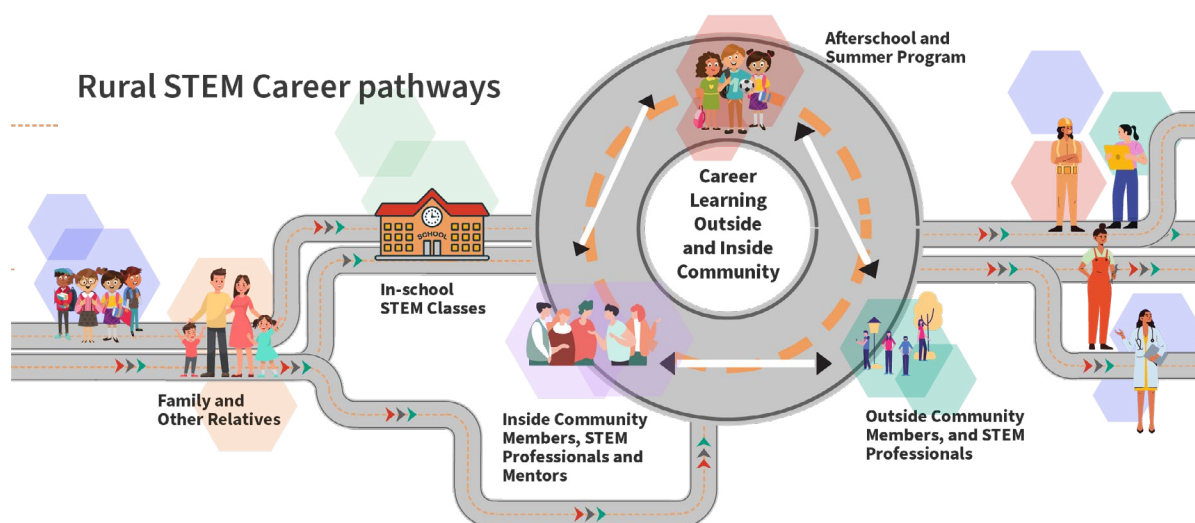 Rural STEM Career pathways
Afterschool and
Summer Program
Career
Learning
Outside
and Inside
Community
SCHOOL
In-school
STEM Classes
Family and
Other Relatives
Inside Community
Members, STEM
Professionals and
Mentors
Outside Community
Members, and STEM
Professionals